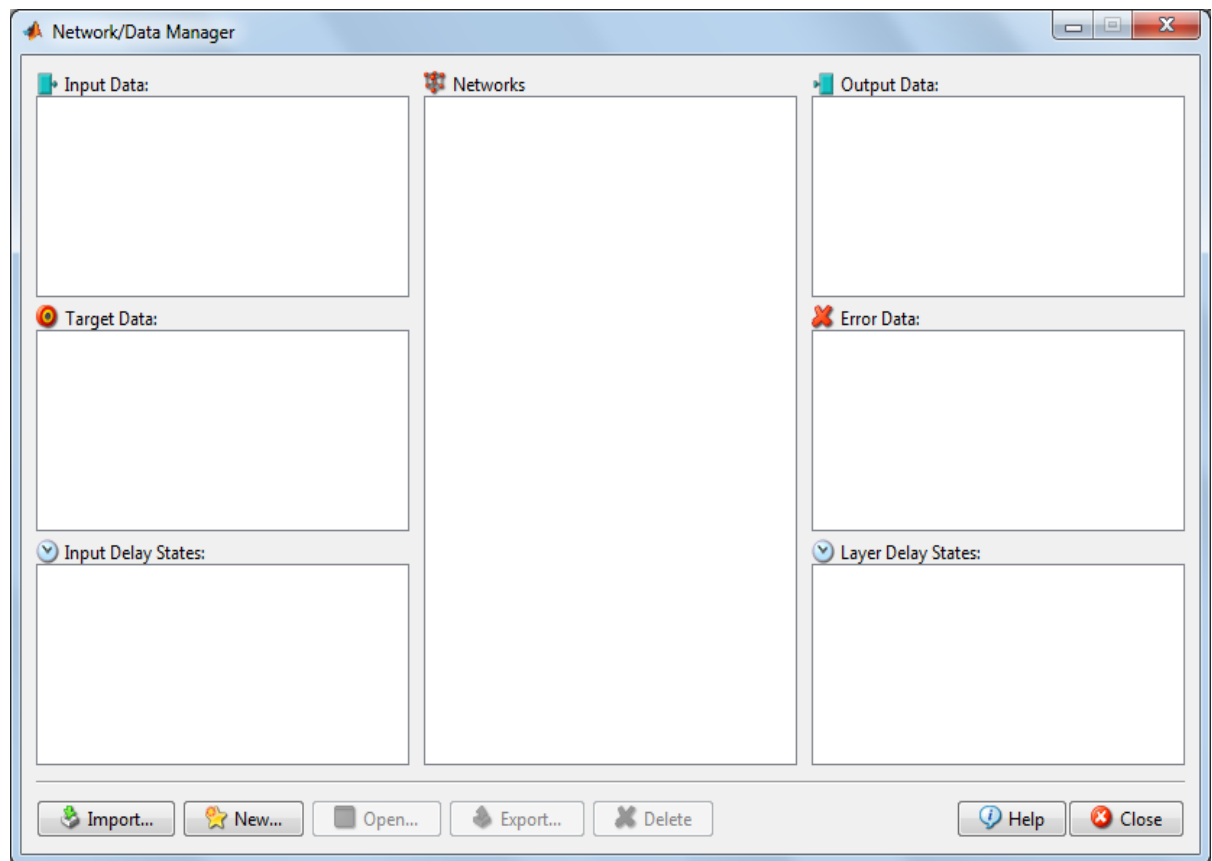 Network/Data Manager
Input Data:
Networks
Output Data:
Target Data:
Error Data:
Input Delay States:
Layer Delay States:
Import...
New...
Open...
Export...
Delete
Help
Close